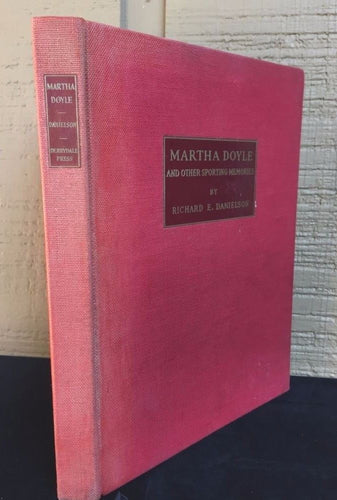 MARTHA
DOYLE
DANIELSON
DERRYDALE
PRESS
MARTHA DOYLE
AND OTHER SPORTING MEMORIES
BY
RICHARD E. DANIELSON